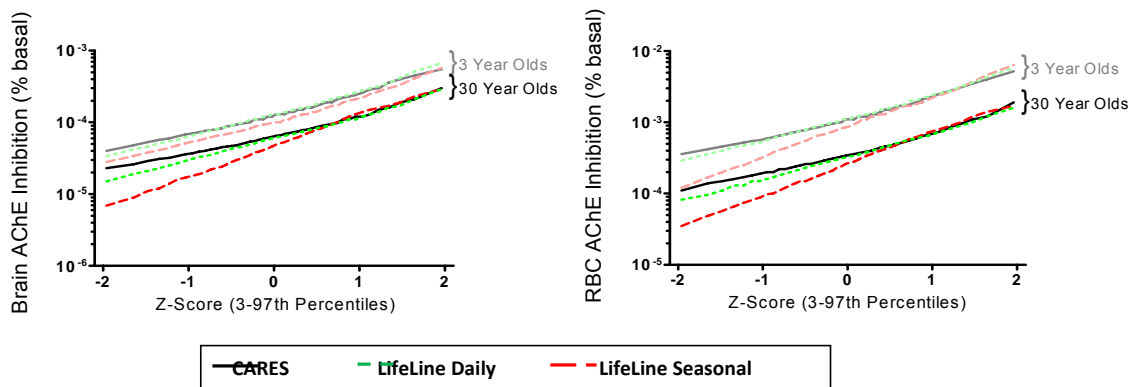 Brain AChE Inhibition (% basal)
10-3
10-4
10-5
10-6
-2 -1 0 1 2
Z-Score (3-97th Percentiles)
3 Year Olds
30 Year Olds
RBC AChE Inhibition (% basal)
10-2
10-3
10-4
10-5
-2 -1 0 1 2
Z-Score (3-97th Percentiles)
3 Year Olds
30 Year Olds
CARES LifeLine Daily LifeLine Seasonal